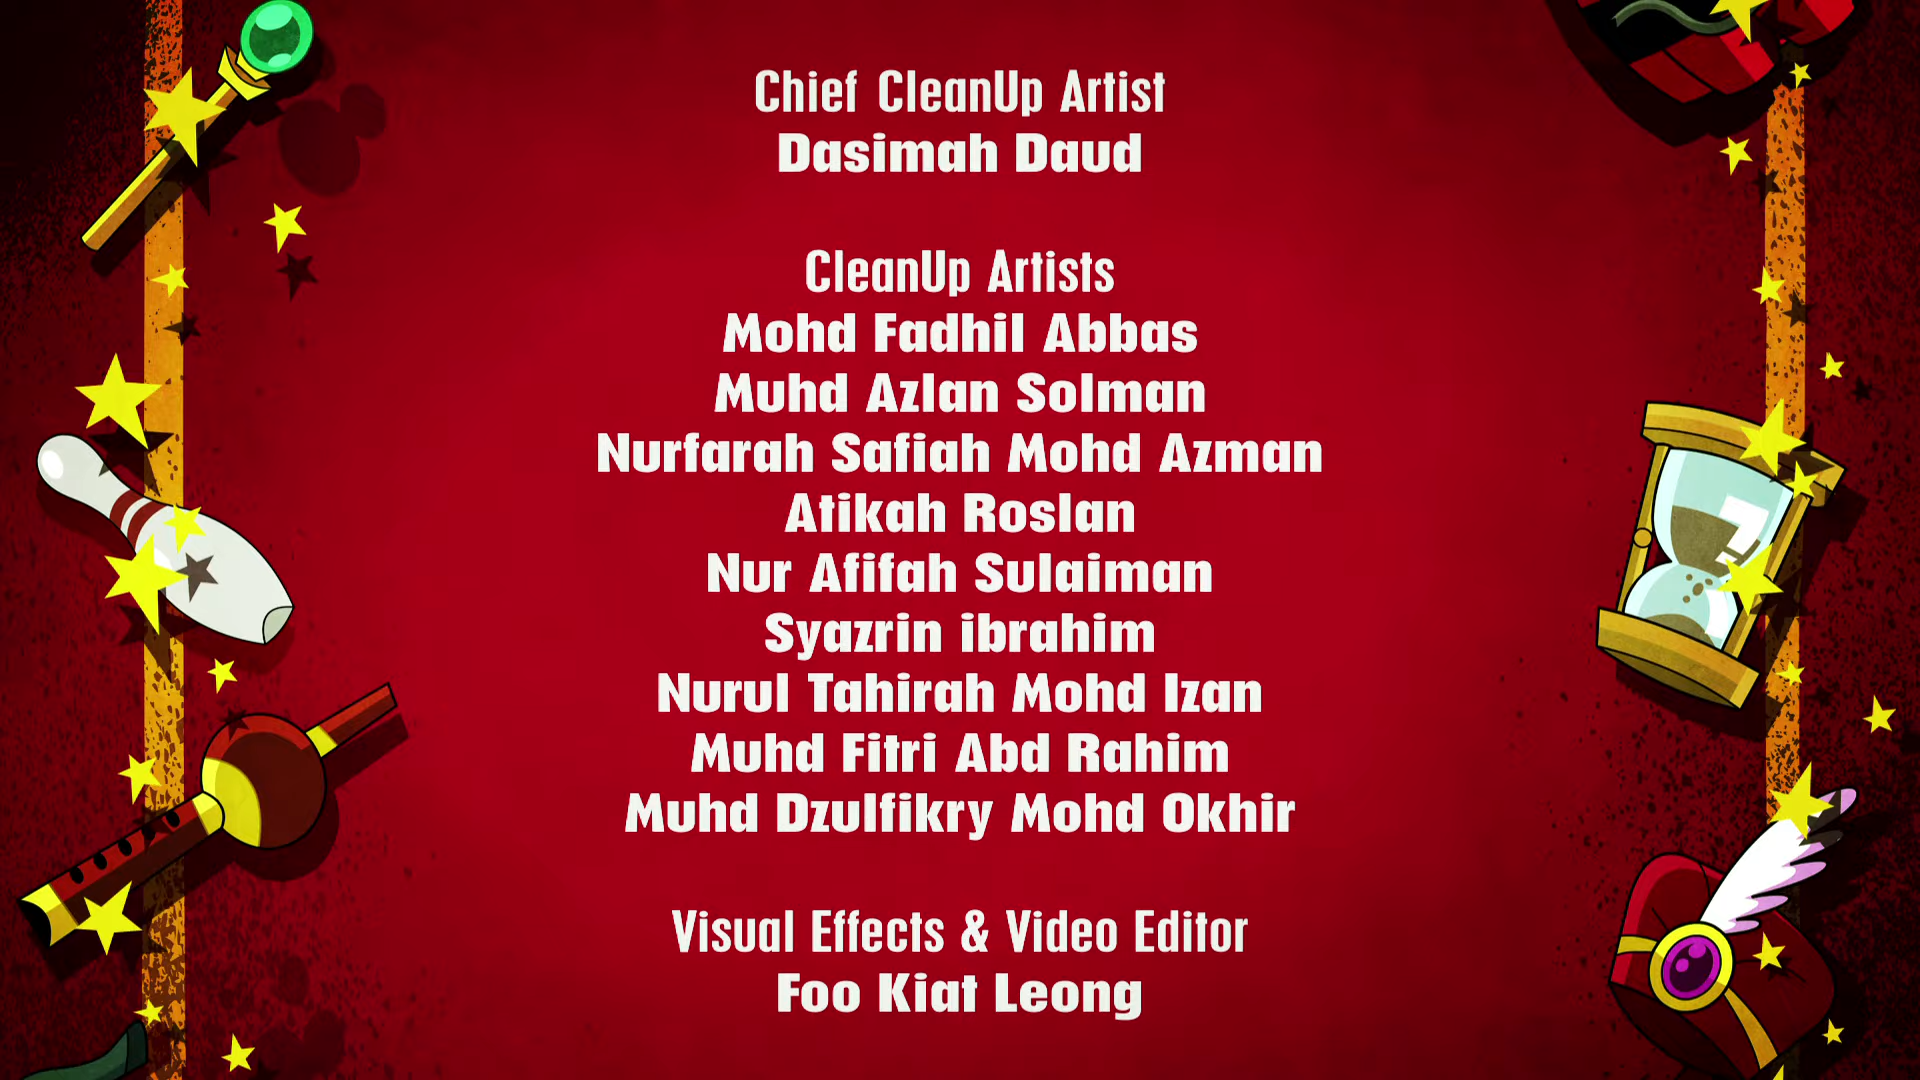 Chief CleanUp Artist
Dasimah Daud
CleanUp Artists
Mohd Fadhil Abbas
Muhd Azlan Solman
Nurfarah Safiah Mohd Azman
Atikah Roslan
Nur Afifah Sulaiman
Syazrin ibrahim
Nurul Tahirah Mohd Izan
Muhd Fitri Abd Rahim
Muhd Dzulfikry Mohd Okhir
Visual Effects & Video Editor
Foo Kiat Leong